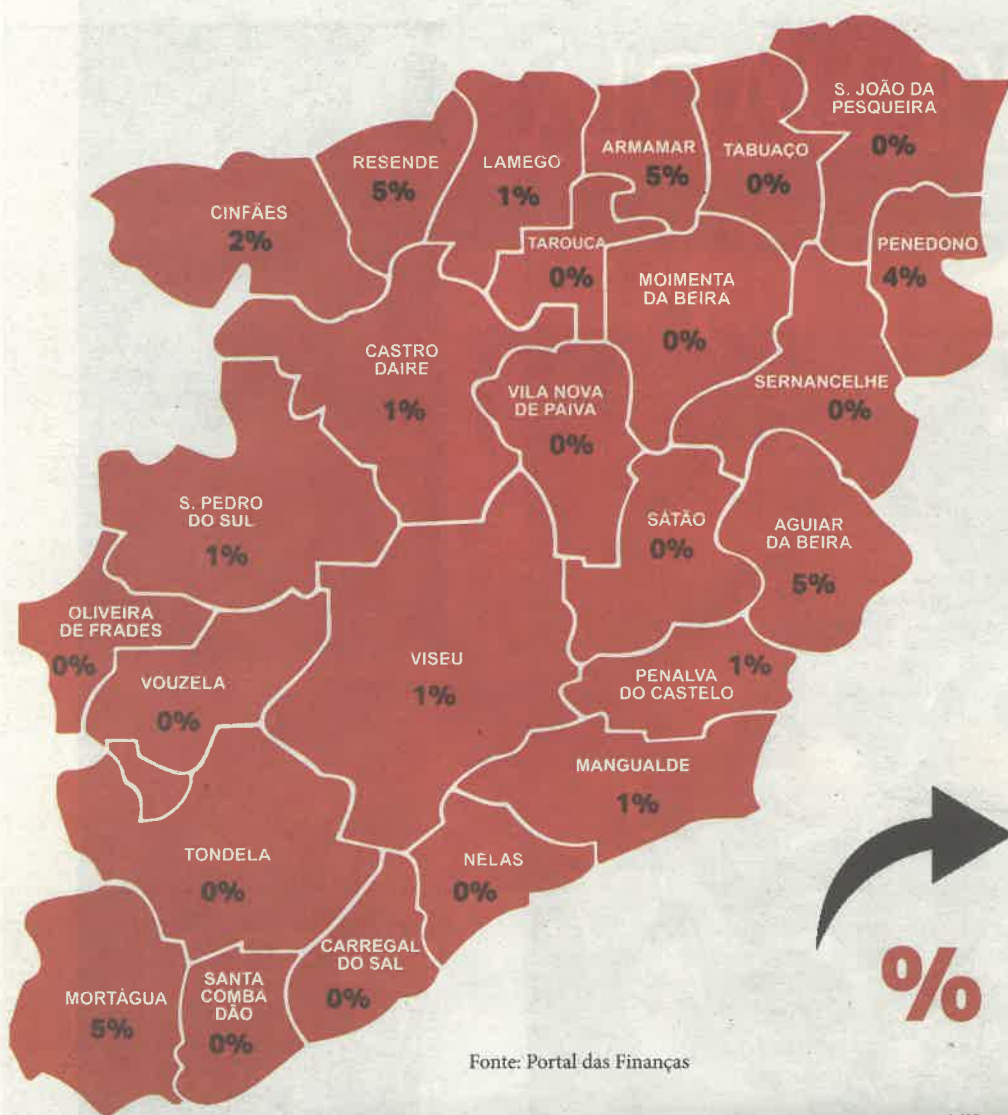 S. JOÃO DA
PESQUEIRA
0%
RESENDE
5%
LAMEGO
1%
ARMAMAR
5%
TABUAÇO
0%
CINFÃES
2%
TAROUCA
0%
PENEDONO
4%
MOIMENTA
DA BEIRA
0%
CASTRO
DAIRE
1%
VILA NOVA
DE PAIVA
0%
SERNANCELHE
0%
S. PEDRO
DO SUL
1%
SÁTÃO
0%
AGUIAR
DA BEIRA
5%
OLIVEIRA
DE FRADES
0%
VOUZELA
0%
VISEU
1%
PENALVA
DO CASTELO
1%
MANGUALDE
1%
TONDELA
0%
NELAS
0%
CARREGAL
DO SAL
0%
MORTÁGUA
5%
SANTA
COMBA
DÃO
0%
%
Fonte: Portal das Finanças